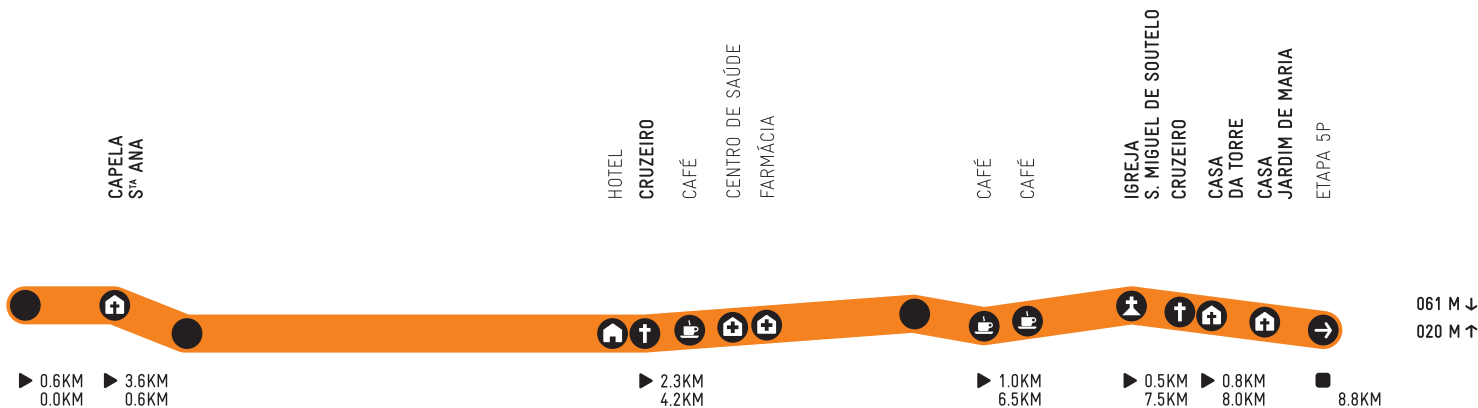 CAPELA
Sᵀᴬ ANA
HOTEL
CRUZEIRO
CAFÉ
CENTRO DE SAÚDE
FARMÁCIA
CAFÉ
CAFÉ
IGREJA
S. MIGUEL DE SOUTELO
CRUZEIRO
CASA
DA TORRE
CASA
JARDIM DE MARIA
ETAPA 5P
061 M ↓
020 M ↑
0.6KM
0.0KM
3.6KM
0.6KM
2.3KM
4.2KM
1.0KM
6.5KM
0.5KM
7.5KM
0.8KM
8.0KM
8.8KM